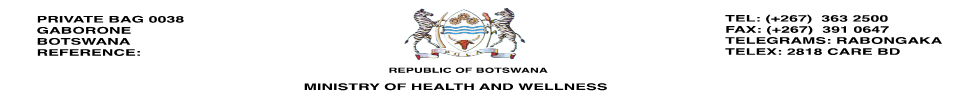 PRIVATE BAG 0038
GABORONE
BOTSWANA
REFERENCE:
REPUBLIC OF BOTSWANA
MINISTRY OF HEALTH AND WELLNESS
TEL: (+267) 363 2500
FAX: (+267) 391 0647
TELEGRAMS: RABONGAKA
TELEX: 2818 CARE BD